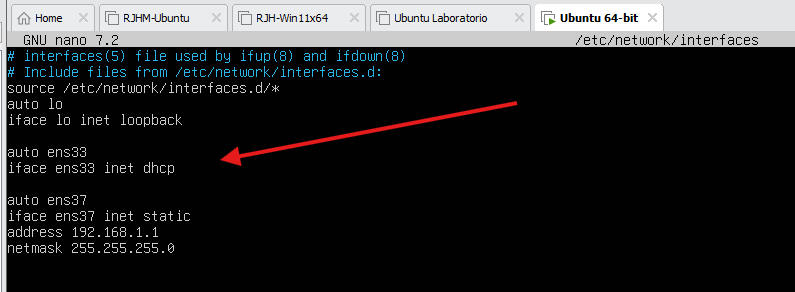 Home RJHM-Ubuntu RJH-Win11x64 Ubuntu Laboratorio Ubuntu 64-bit
GNU nano 7.2 /etc/network/interfaces
# interfaces(5) file used by ifup(8) and ifdown(8)
# Include files from /etc/network/interfaces.d:
source /etc/network/interfaces.d/*
auto lo
iface lo inet loopback
auto ens33
iface ens33 inet dhcp
auto ens37
iface ens37 inet static
address 192.168.1.1
netmask 255.255.255.0